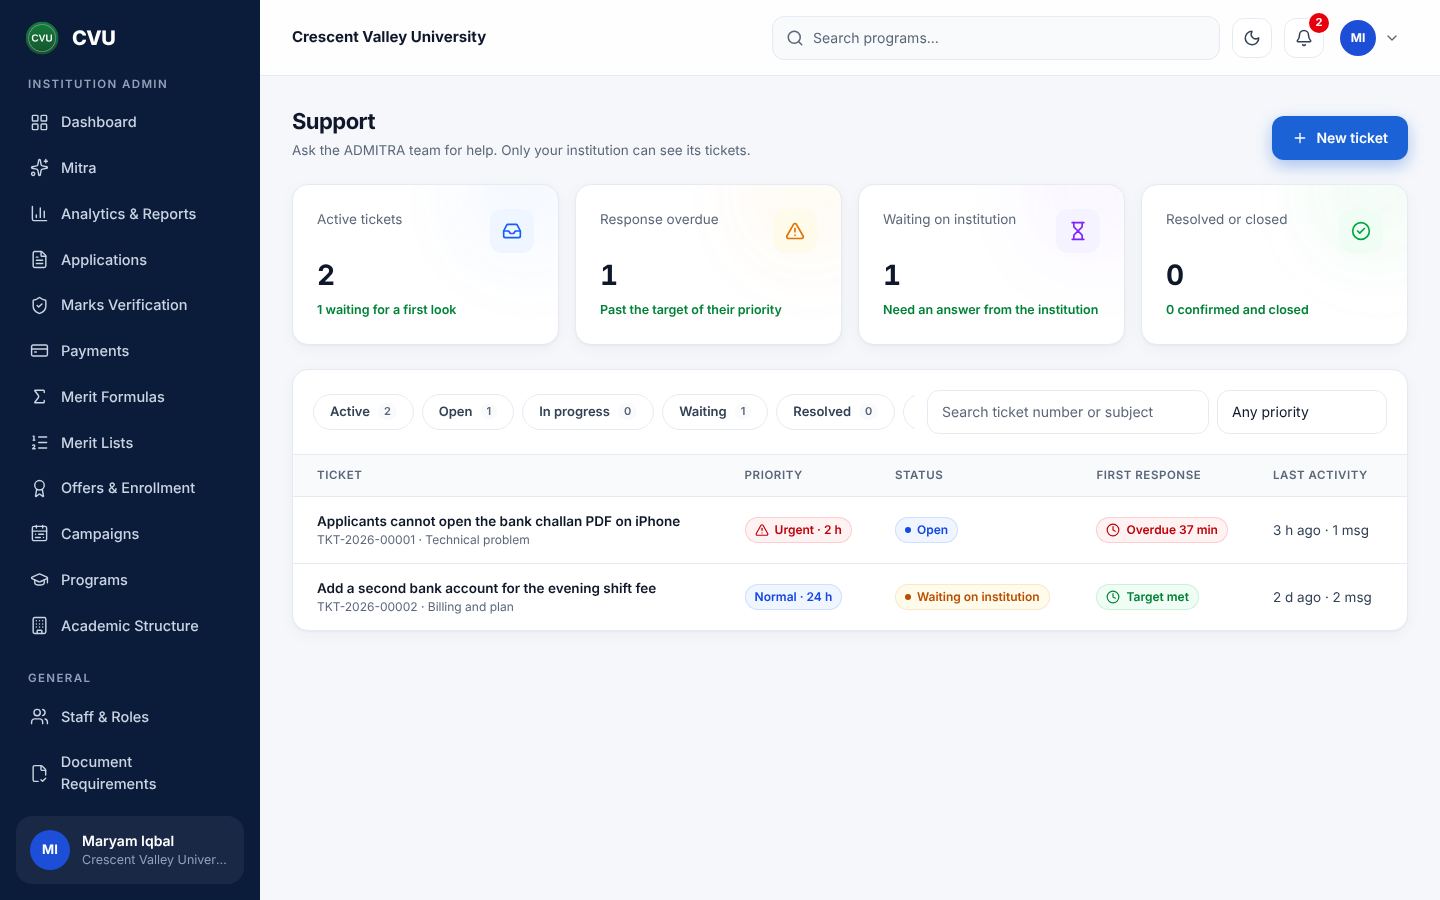 CVU CVU
INSTITUTION ADMIN
Dashboard
Mitra
Analytics & Reports
Applications
Marks Verification
Payments
Merit Formulas
Merit Lists
Offers & Enrollment
Campaigns
Programs
Academic Structure
GENERAL
Staff & Roles
Document
Requirements
MI
Maryam Iqbal
Crescent Valley Univer...
Crescent Valley University
Search programs...
2
MI
Support
Ask the ADMITRA team for help. Only your institution can see its tickets.
+ New ticket
Active tickets
2
1 waiting for a first look
Response overdue
1
Past the target of their priority
Waiting on institution
1
Need an answer from the institution
Resolved or closed
0
0 confirmed and closed
Active 2 Open 1 In progress 0 Waiting 1 Resolved 0 Search ticket number or subject Any priority
TICKET PRIORITY STATUS FIRST RESPONSE LAST ACTIVITY
Applicants cannot open the bank challan PDF on iPhone
TKT-2026-00001 · Technical problem
Urgent · 2 h Open Overdue 37 min 3 h ago · 1 msg
Add a second bank account for the evening shift fee
TKT-2026-00002 · Billing and plan
Normal · 24 h Waiting on institution Target met 2 d ago · 2 msg